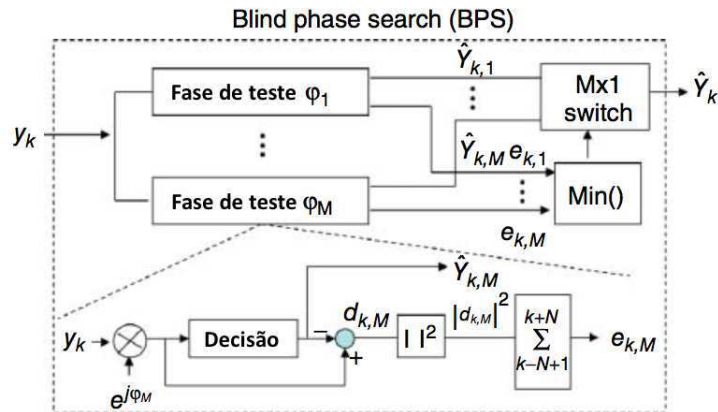 Blind phase search (BPS)
Fase de teste φ₁
Ŷₖ,₁
⋮
Mx1
switch
Ŷₖ
yₖ
⋮
Ŷₖ,M eₖ,₁
⋮
Fase de teste φM
Min()
eₖ,M
Ŷₖ,M
yₖ
Decisão
−
+
dₖ,M
| |²
|dₖ,M|²
k+N
∑
k−N+1
eₖ,M
e^jφM